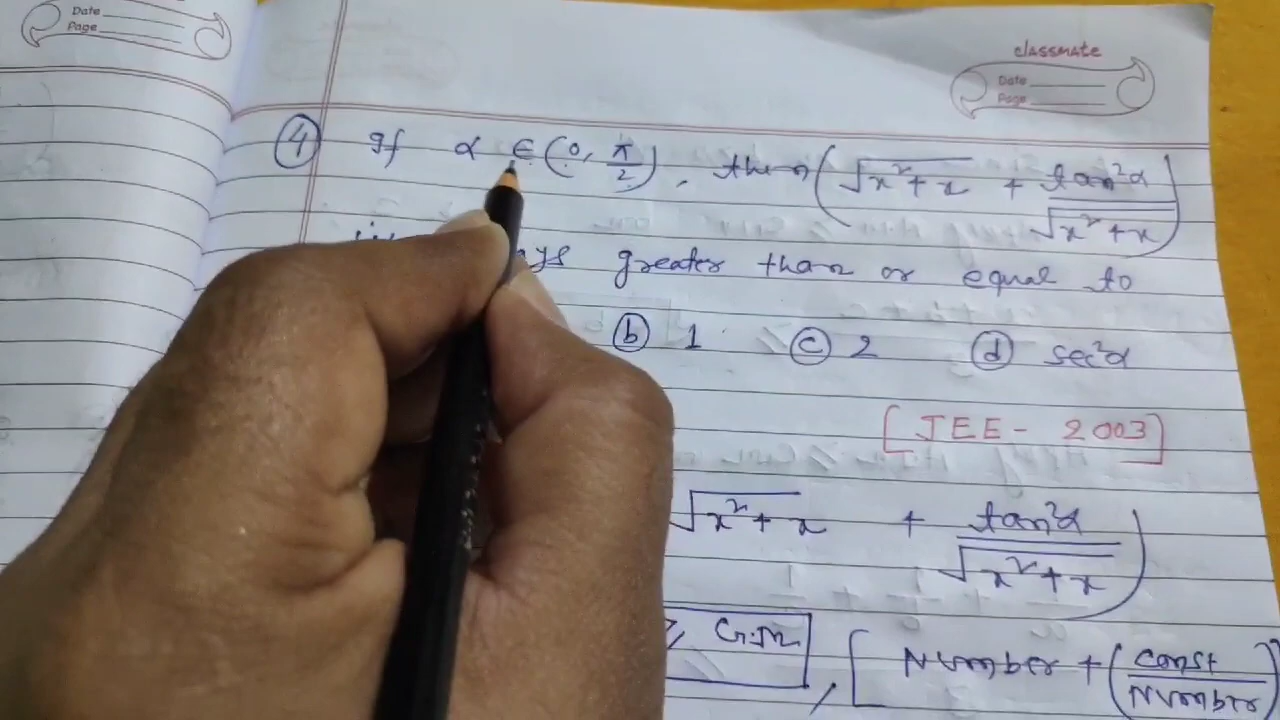 Date
Page
classmate
Date
Page
④ If α ∈ (0, π/2), then (√(x²+x) + tan²α/√(x²+x))
greater than or equal to
ⓑ 1 ⓒ 2 ⓓ sec²α
[JEE - 2003]
√(x²+x) + tan²α/√(x²+x))
G.M , [Number + (const/Number)